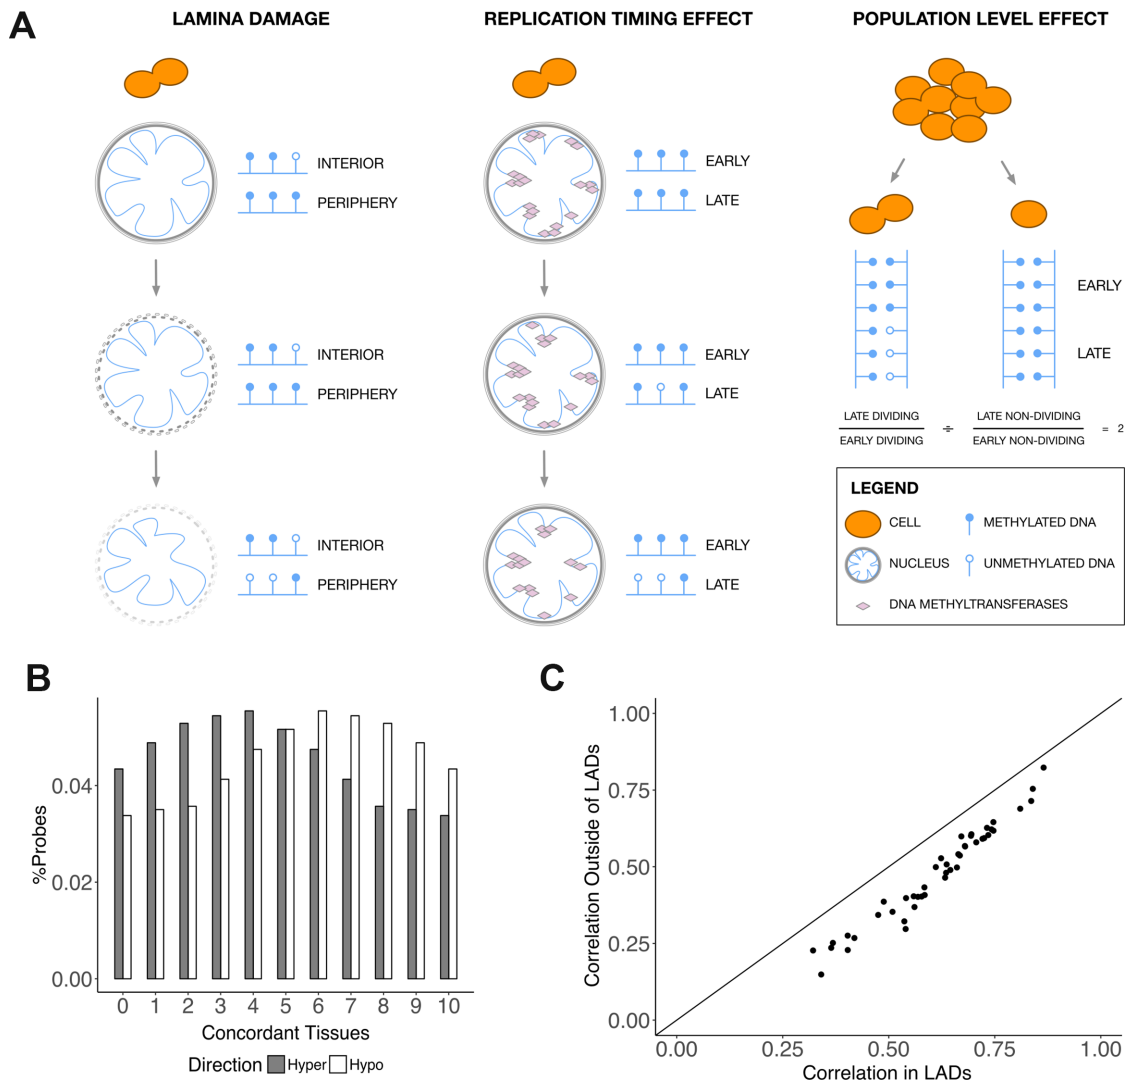 A
LAMINA DAMAGE
REPLICATION TIMING EFFECT
POPULATION LEVEL EFFECT
INTERIOR
PERIPHERY
INTERIOR
PERIPHERY
INTERIOR
PERIPHERY
EARLY
LATE
EARLY
LATE
EARLY
LATE
EARLY
LATE
LATE DIVIDING
EARLY DIVIDING
÷
LATE NON-DIVIDING
EARLY NON-DIVIDING
= 2
LEGEND
CELL
METHYLATED DNA
NUCLEUS
UNMETHYLATED DNA
DNA METHYLTRANSFERASES
B
%Probes
0.04
0.02
0.00
0 1 2 3 4 5 6 7 8 9 10
Concordant Tissues
Direction Hyper Hypo
C
Correlation Outside of LADs
1.00
0.75
0.50
0.25
0.00
0.00 0.25 0.50 0.75 1.00
Correlation in LADs